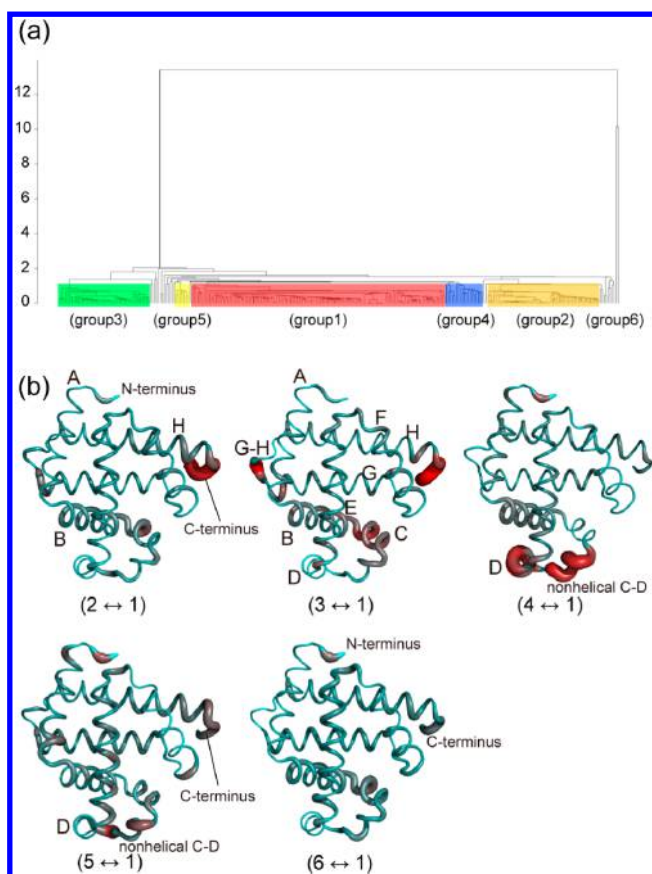 (a)
12
10
8
6
4
2
0
(group3) (group5) (group1) (group4) (group2) (group6)
(b)
A N-terminus H C-terminus B
(2 ↔ 1)
A F H G-H G E B C D
(3 ↔ 1)
D nonhelical C-D
(4 ↔ 1)
C-terminus D nonhelical C-D
(5 ↔ 1)
N-terminus C-terminus
(6 ↔ 1)